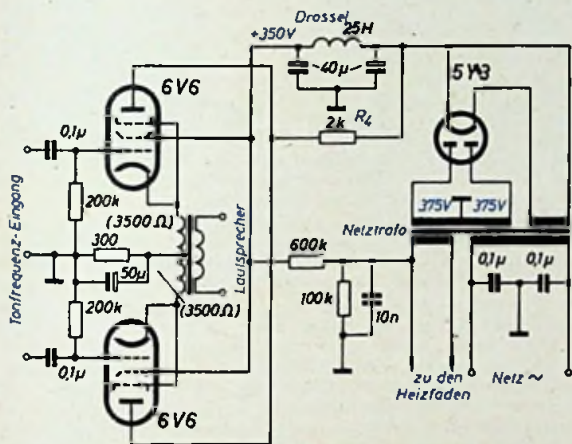 Drossel
+350V
25H
40µ
5Y3
6V6
R4
2k
0,1µ
200k
(3500Ω)
Lautsprecher
375V
375V
Netztrafo
Tonfrequenz-Eingang
300
50µ
600k
0,1µ
0,1µ
200k
(3500Ω)
100k
10n
0,1µ
6V6
zu den
Heizfäden
Netz ~